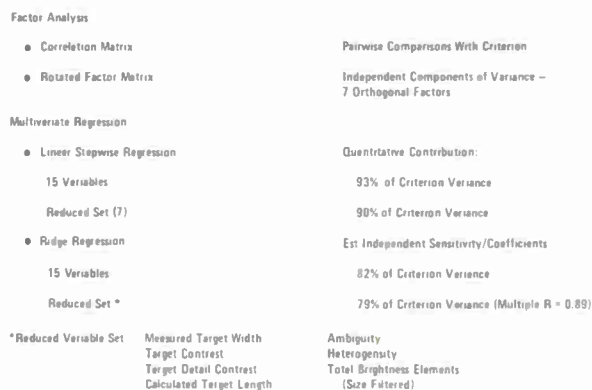 Factor Analysis
• Correlation Matrix Pairwise Comparisons With Criterion
• Rotated Factor Matrix Independent Components of Variance –
7 Orthogonal Factors
Multivariate Regression
• Linear Stepwise Regression Quantitative Contribution:
15 Variables 93% of Criterion Variance
Reduced Set (7) 90% of Criterion Variance
• Ridge Regression Est Independent Sensitivity/Coefficients
15 Variables 82% of Criterion Variance
Reduced Set * 79% of Criterion Variance (Multiple R = 0.89)
*Reduced Variable Set Measured Target Width Ambiguity
Target Contrast Heterogenuty
Target Detail Contrast Total Brightness Elements
Calculated Target Length (Size Filtered)